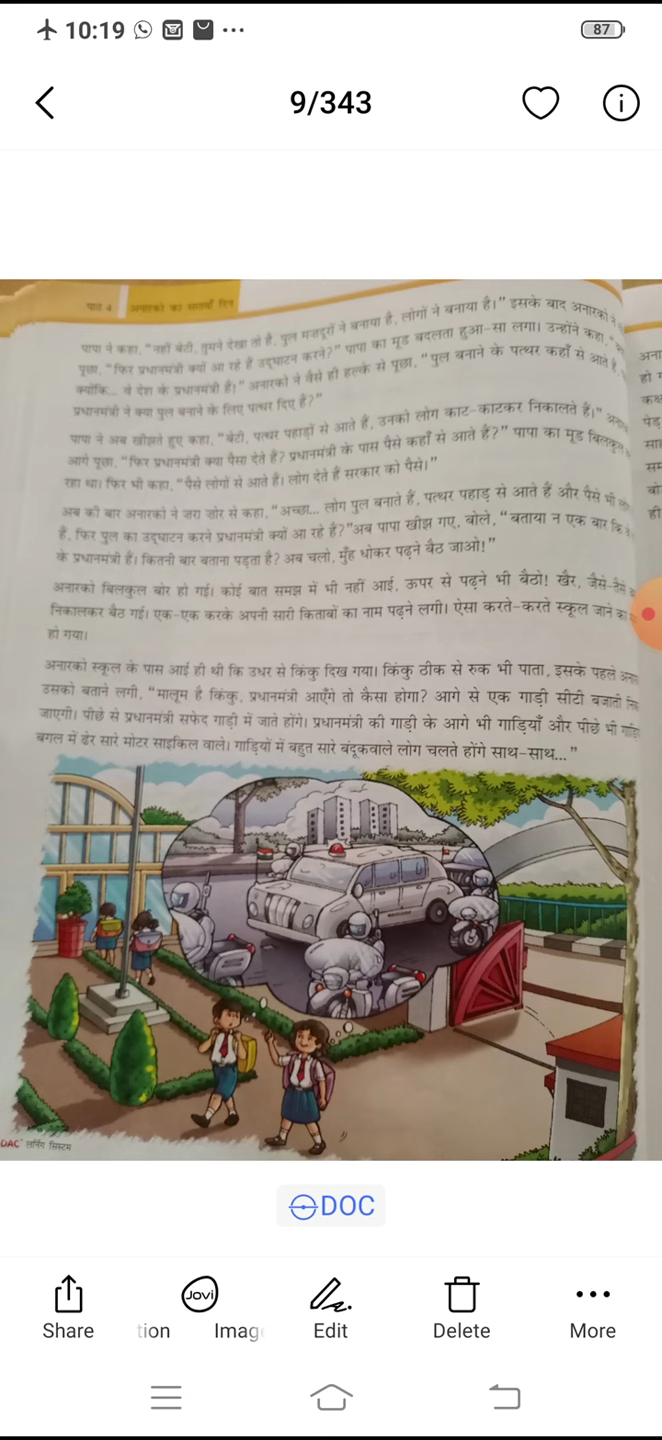 10:19
87
9/343
पाठ 4 अनारको का सातवाँ दिन
पापा ने कहा, “नहीं बेटी, तुमने देखा तो है, पुल मजदूरों ने बनाया है, लोगों ने बनाया है।” इसके बाद अनारको ने
पूछा, “फिर प्रधानमंत्री क्यों आ रहे हैं उद्घाटन करने?” पापा का मूड बदलता हुआ-सा लगा। उन्होंने कहा,
क्योंकि... वे देश के प्रधानमंत्री हैं।” अनारको ने वैसे ही हल्के से पूछा, “पुल बनाने के पत्थर कहाँ से आते हैं,
प्रधानमंत्री ने क्या पुल बनाने के लिए पत्थर दिए हैं?”
पापा ने अब खीझते हुए कहा, “बेटी, पत्थर पहाड़ों से आते हैं, उनको लोग काट-काटकर निकालते हैं।”
आगे पूछा, “फिर प्रधानमंत्री क्या पैसा देते हैं? प्रधानमंत्री के पास पैसे कहाँ से आते हैं?” पापा का मूड बिलकुल
रहा था। फिर भी कहा, “पैसे लोगों से आते हैं। लोग देते हैं सरकार को पैसे।”
अब की बार अनारको ने जरा जोर से कहा, “अच्छा... लोग पुल बनाते हैं, पत्थर पहाड़ से आते हैं और पैसे भी
हैं, फिर पुल का उद्घाटन करने प्रधानमंत्री क्यों आ रहे हैं?”अब पापा खीझ गए, बोले, “बताया न एक बार कि
के प्रधानमंत्री हैं। कितनी बार बताना पड़ता है? अब चलो, मुँह धोकर पढ़ने बैठ जाओ!”
अनारको बिलकुल बोर हो गई। कोई बात समझ में भी नहीं आई, ऊपर से पढ़ने भी बैठो! खैर, जैसे-तैसे
निकालकर बैठ गई। एक-एक करके अपनी सारी किताबों का नाम पढ़ने लगी। ऐसा करते-करते स्कूल जाने का
हो गया।
अनारको स्कूल के पास आई ही थी कि उधर से किंकु दिख गया। किंकु ठीक से रुक भी पाता, इसके पहले
उसको बताने लगी, “मालूम है किंकु, प्रधानमंत्री आएँगे तो कैसा होगा? आगे से एक गाड़ी सीटी बजाती
जाएगी। पीछे से प्रधानमंत्री सफेद गाड़ी में जाते होंगे। प्रधानमंत्री की गाड़ी के आगे भी गाड़ियाँ और पीछे भी
बगल में ढेर सारे मोटर साइकिल वाले। गाड़ियों में बहुत सारे बंदूकवाले लोग चलते होंगे साथ-साथ...”
DAC लर्निंग सिस्टम
DOC
Jovi
Share tion Imag Edit Delete More